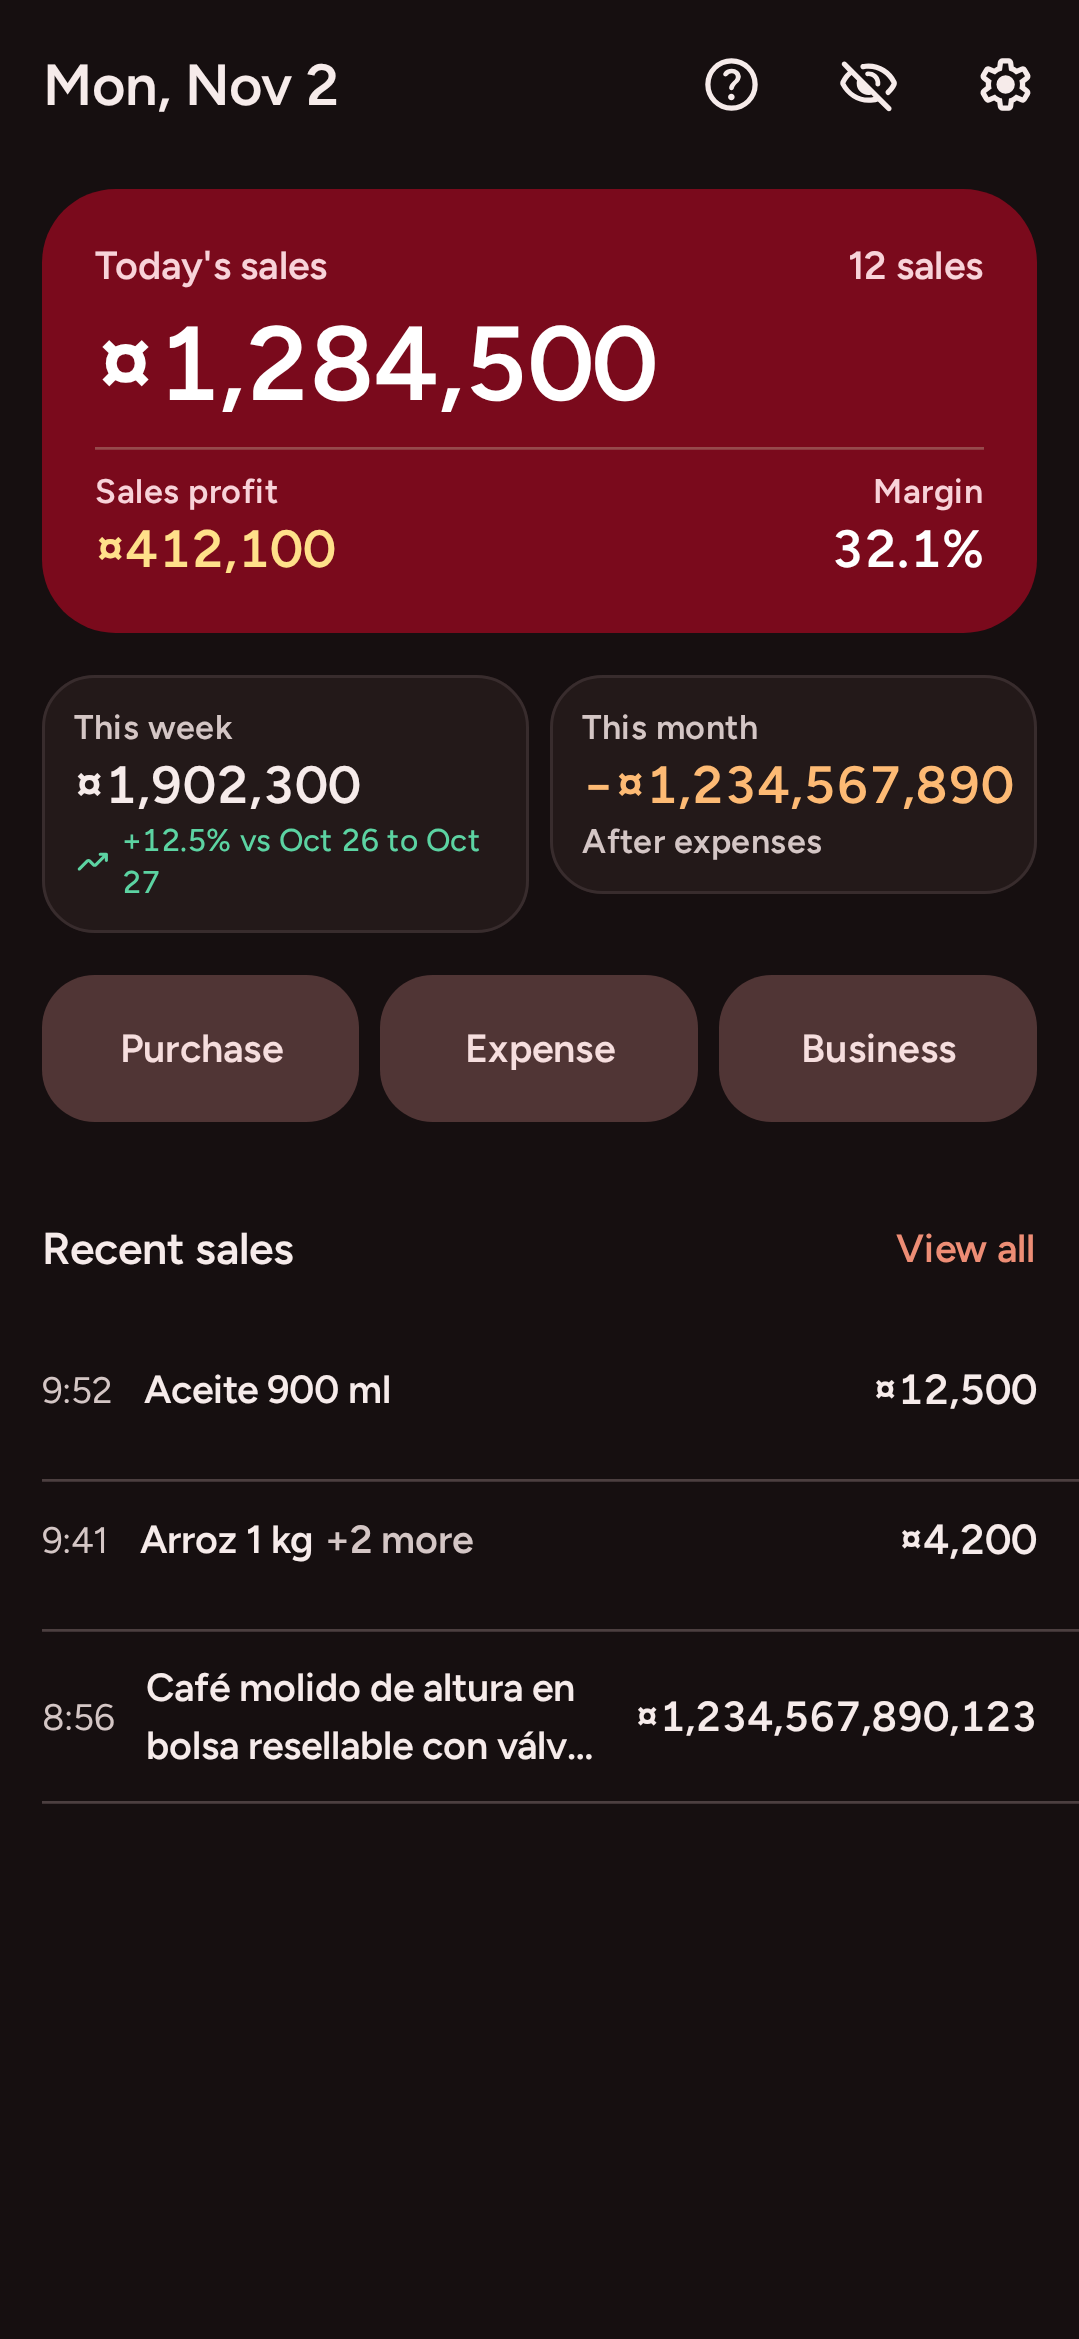 Mon, Nov 2
Today's sales
12 sales
¤1,284,500
Sales profit
Margin
¤412,100
32.1%
This week
¤1,902,300
+12.5% vs Oct 26 to Oct
27
This month
−¤1,234,567,890
After expenses
Purchase
Expense
Business
Recent sales
View all
9:52 Aceite 900 ml ¤12,500
9:41 Arroz 1 kg +2 more ¤4,200
8:56 Café molido de altura en
bolsa resellable con válv...
¤1,234,567,890,123